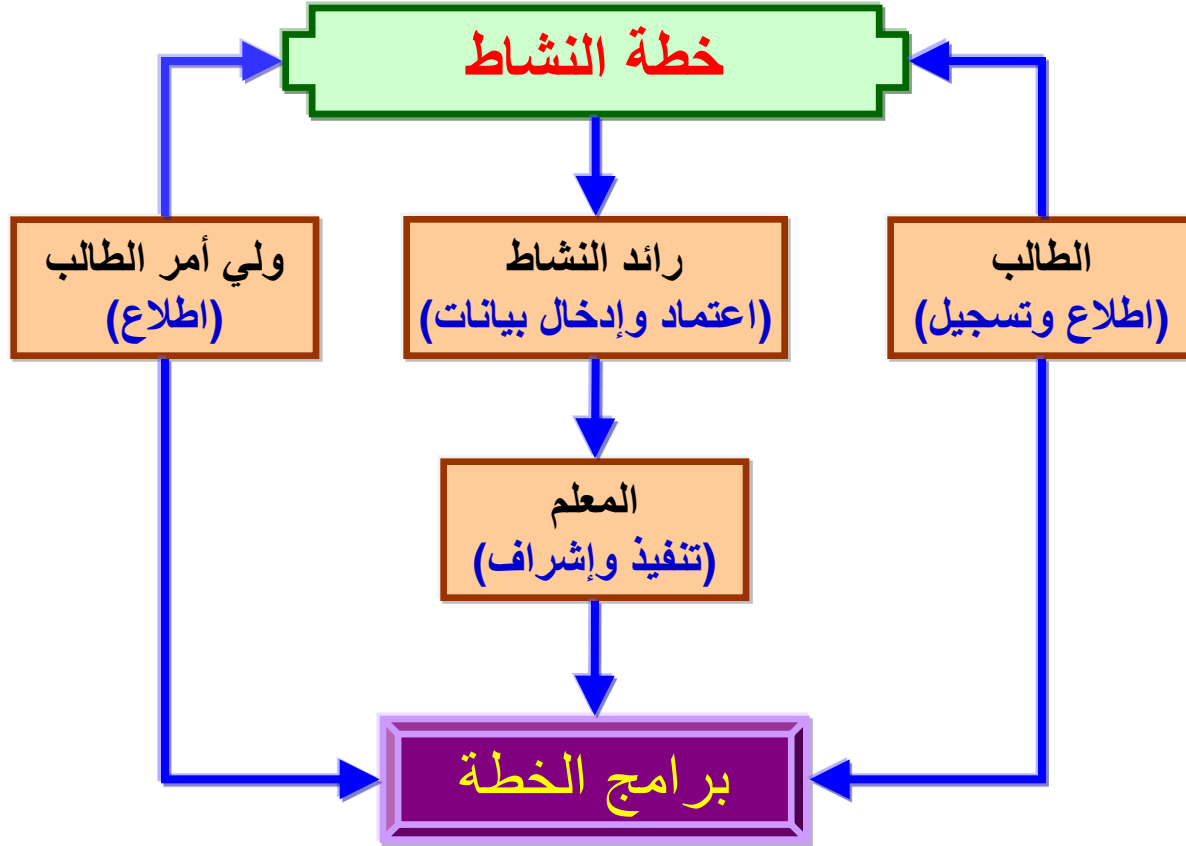 خطة النشاط
الطالب
(اطلاع وتسجيل)
رائد النشاط
(اعتماد وإدخال بيانات)
ولي أمر الطالب
(اطلاع)
المعلم
(تنفيذ وإشراف)
برامج الخطة